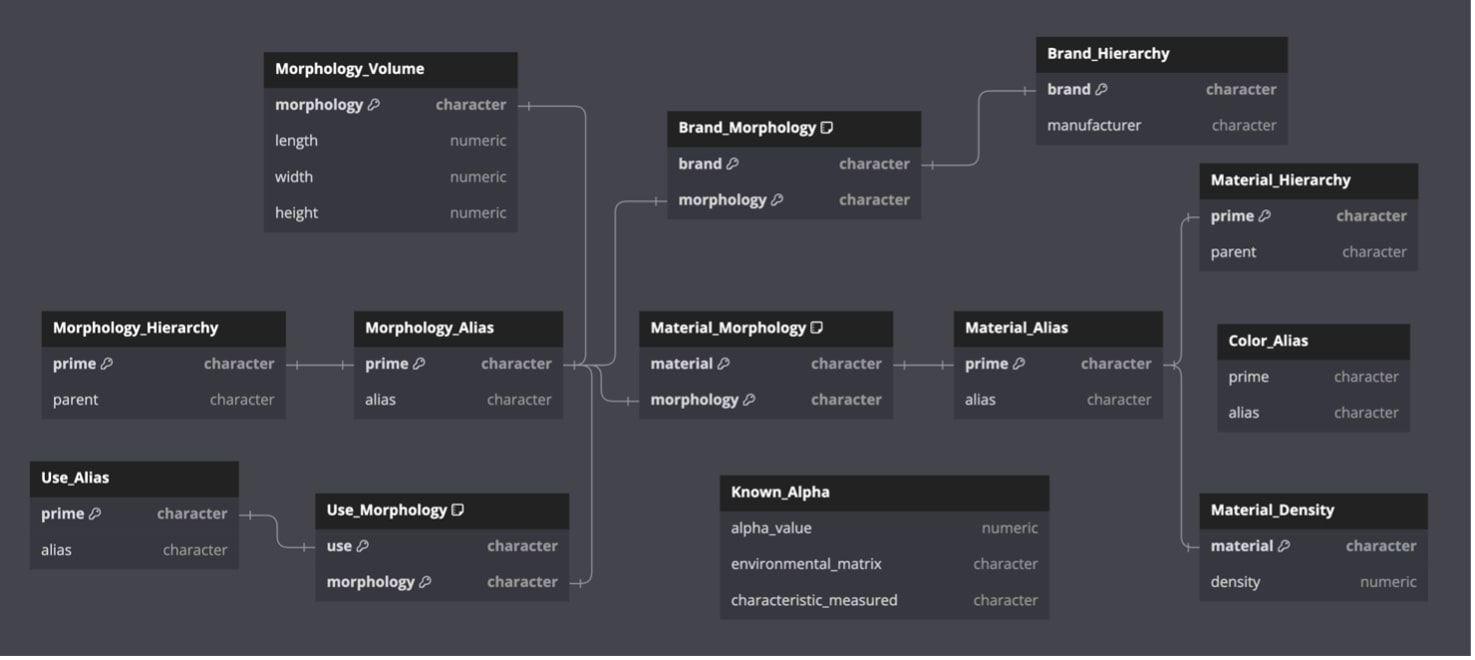 Morphology_Volume
morphology character
length numeric
width numeric
height numeric
Brand_Morphology
brand character
morphology character
Brand_Hierarchy
brand character
manufacturer character
Material_Hierarchy
prime character
parent character
Morphology_Hierarchy
prime character
parent character
Morphology_Alias
prime character
alias character
Material_Morphology
material character
morphology character
Material_Alias
prime character
alias character
Color_Alias
prime character
alias character
Use_Alias
prime character
alias character
Use_Morphology
use character
morphology character
Known_Alpha
alpha_value numeric
environmental_matrix character
characteristic_measured character
Material_Density
material character
density numeric